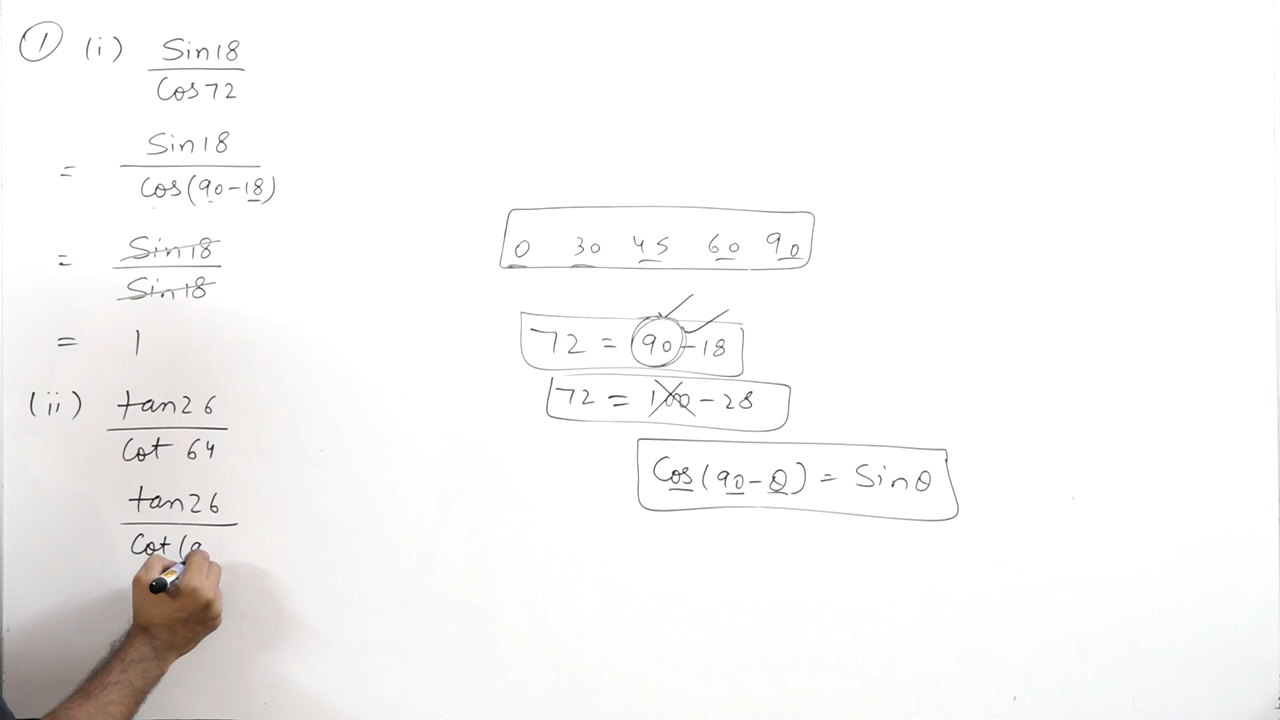 ① (i) Sin18
Cos72
= Sin18
Cos(90-18)
= Sin18
Sin18
= 1
(ii) tan26
Cot 64
tan26
Cot(9
0 30 45 60 90
72 = 90-18
72 = 100-28
Cos(90-θ) = Sinθ